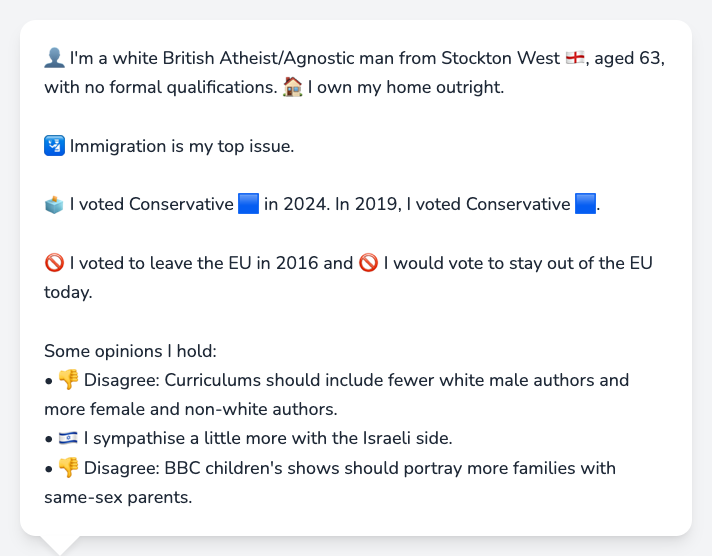 👤 I'm a white British Atheist/Agnostic man from Stockton West 🏴󠁧󠁢󠁥󠁮󠁧󠁿, aged 63,
with no formal qualifications. 🏠 I own my home outright.
🛂 Immigration is my top issue.
🗳️ I voted Conservative 🟦 in 2024. In 2019, I voted Conservative 🟦.
🚫 I voted to leave the EU in 2016 and 🚫 I would vote to stay out of the EU
today.
Some opinions I hold:
• 👎 Disagree: Curriculums should include fewer white male authors and
more female and non-white authors.
• 🇮🇱 I sympathise a little more with the Israeli side.
• 👎 Disagree: BBC children's shows should portray more families with
same-sex parents.